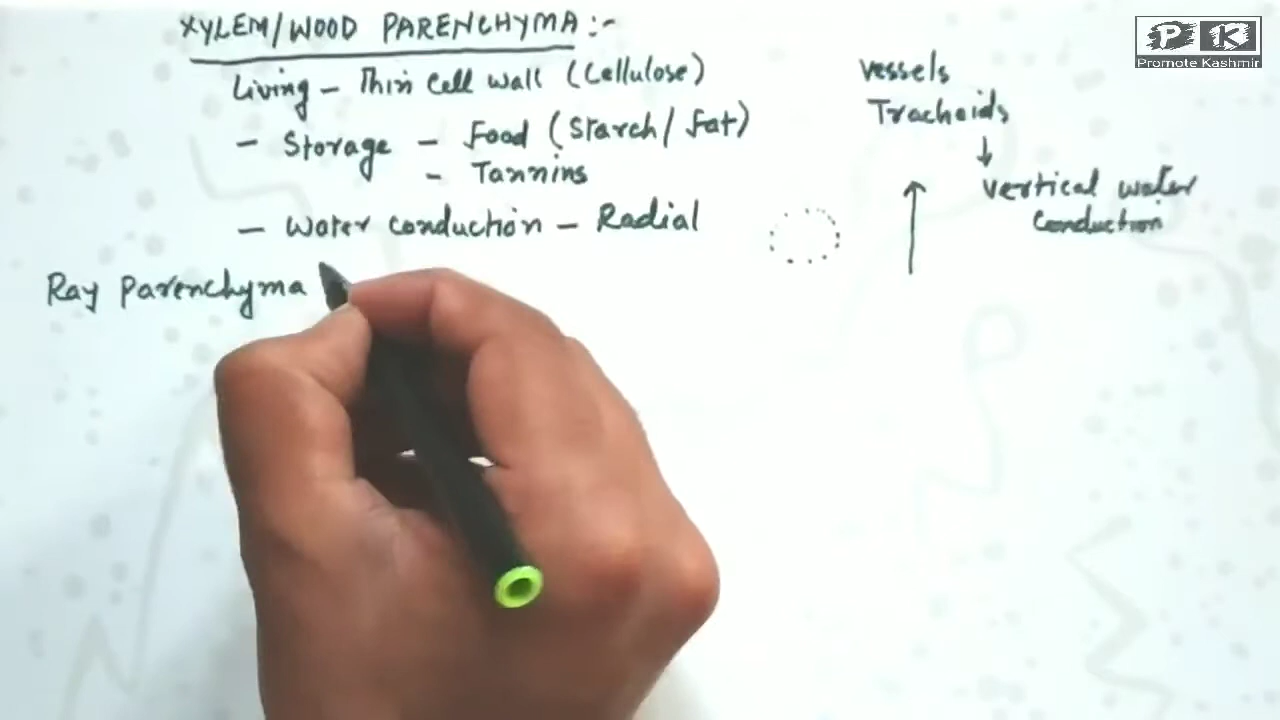 XYLEM/WOOD PARENCHYMA :-
Living - Thin Cell Wall (Cellulose)
- Storage - Food (Starch/Fat)
- Tannins
- Water conduction - Radial
Ray Parenchyma
Vessels
Tracheids
↓
Vertical water
Conduction
PK
Promote Kashmir